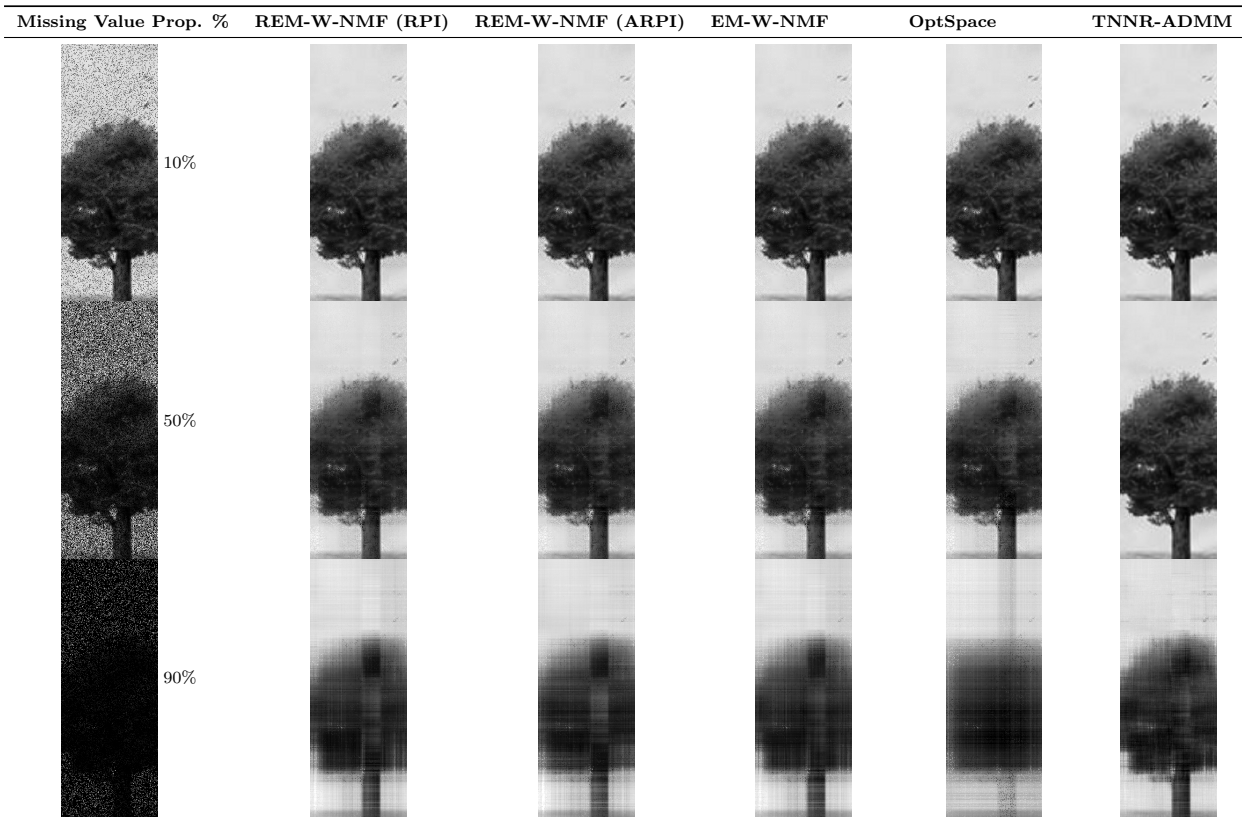 Missing Value Prop. % REM-W-NMF (RPI) REM-W-NMF (ARPI) EM-W-NMF OptSpace TNNR-ADMM
10%
50%
90%